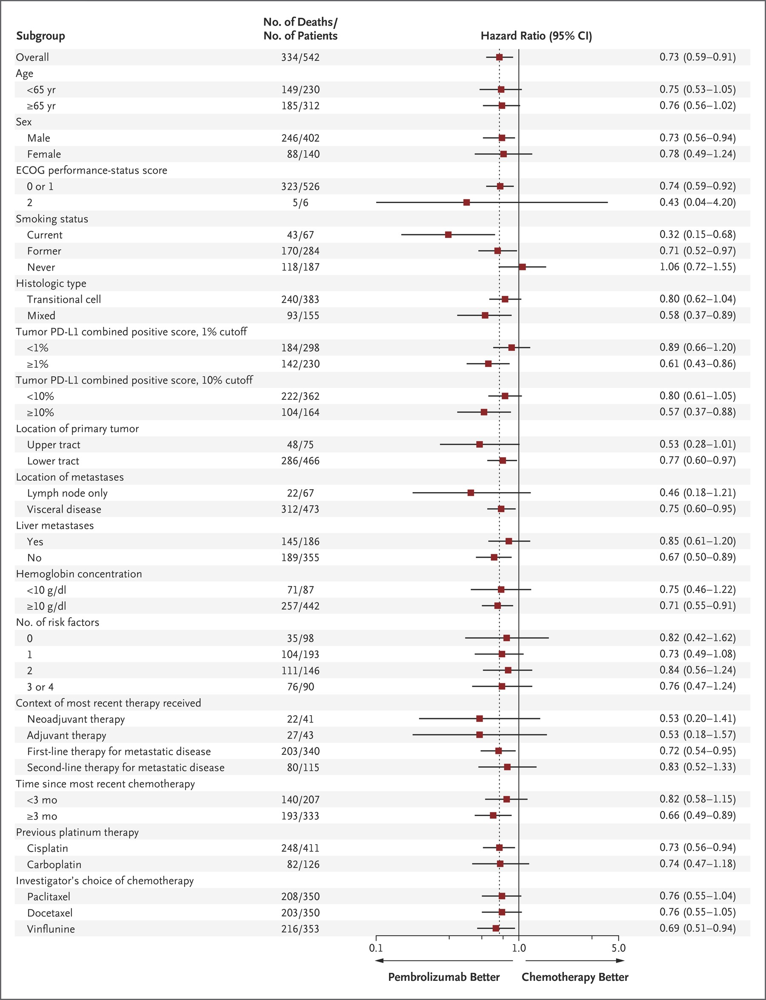 No. of Deaths/
Subgroup No. of Patients Hazard Ratio (95% CI)
Overall 334/542 0.73 (0.59–0.91)
Age
<65 yr 149/230 0.75 (0.53–1.05)
≥65 yr 185/312 0.76 (0.56–1.02)
Sex
Male 246/402 0.73 (0.56–0.94)
Female 88/140 0.78 (0.49–1.24)
ECOG performance-status score
0 or 1 323/526 0.74 (0.59–0.92)
2 5/6 0.43 (0.04–4.20)
Smoking status
Current 43/67 0.32 (0.15–0.68)
Former 170/284 0.71 (0.52–0.97)
Never 118/187 1.06 (0.72–1.55)
Histologic type
Transitional cell 240/383 0.80 (0.62–1.04)
Mixed 93/155 0.58 (0.37–0.89)
Tumor PD-L1 combined positive score, 1% cutoff
<1% 184/298 0.89 (0.66–1.20)
≥1% 142/230 0.61 (0.43–0.86)
Tumor PD-L1 combined positive score, 10% cutoff
<10% 222/362 0.80 (0.61–1.05)
≥10% 104/164 0.57 (0.37–0.88)
Location of primary tumor
Upper tract 48/75 0.53 (0.28–1.01)
Lower tract 286/466 0.77 (0.60–0.97)
Location of metastases
Lymph node only 22/67 0.46 (0.18–1.21)
Visceral disease 312/473 0.75 (0.60–0.95)
Liver metastases
Yes 145/186 0.85 (0.61–1.20)
No 189/355 0.67 (0.50–0.89)
Hemoglobin concentration
<10 g/dl 71/87 0.75 (0.46–1.22)
≥10 g/dl 257/442 0.71 (0.55–0.91)
No. of risk factors
0 35/98 0.82 (0.42–1.62)
1 104/193 0.73 (0.49–1.08)
2 111/146 0.84 (0.56–1.24)
3 or 4 76/90 0.76 (0.47–1.24)
Context of most recent therapy received
Neoadjuvant therapy 22/41 0.53 (0.20–1.41)
Adjuvant therapy 27/43 0.53 (0.18–1.57)
First-line therapy for metastatic disease 203/340 0.72 (0.54–0.95)
Second-line therapy for metastatic disease 80/115 0.83 (0.52–1.33)
Time since most recent chemotherapy
<3 mo 140/207 0.82 (0.58–1.15)
≥3 mo 193/333 0.66 (0.49–0.89)
Previous platinum therapy
Cisplatin 248/411 0.73 (0.56–0.94)
Carboplatin 82/126 0.74 (0.47–1.18)
Investigator’s choice of chemotherapy
Paclitaxel 208/350 0.76 (0.55–1.04)
Docetaxel 203/350 0.76 (0.55–1.05)
Vinflunine 216/353 0.69 (0.51–0.94)
0.1 1.0 5.0
Pembrolizumab Better Chemotherapy Better